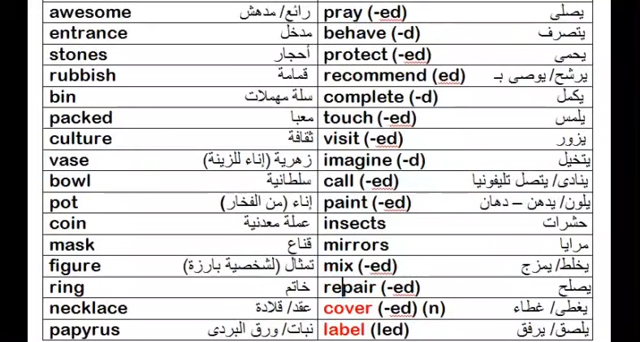 awesome رائع/ مدهش pray (-ed) يصلى
entrance مدخل behave (-d) يتصرف
stones أحجار protect (-ed) يحمى
rubbish قمامة recommend (ed) يرشح/ يوصى بـ
bin سلة مهملات complete (-d) يكمل
packed معبا touch (-ed) يلمس
culture ثقافة visit (-ed) يزور
vase زهرية (إناء للزينة) imagine (-d) يتخيل
bowl سلطانية call (-ed) ينادى/ يتصل تليفونيا
pot إناء (من الفخار) paint (-ed) يلون/ يدهن – دهان
coin عملة معدنية insects حشرات
mask قناع mirrors مرايا
figure تمثال (لشخصية بارزة) mix (-ed) يخلط/ يمزج
ring خاتم repair (-ed) يصلح
necklace عقد/ قلادة cover (-ed) (n) يغطى/ غطاء
papyrus نبات/ ورق البردى label (led) يلصق/ يرفق